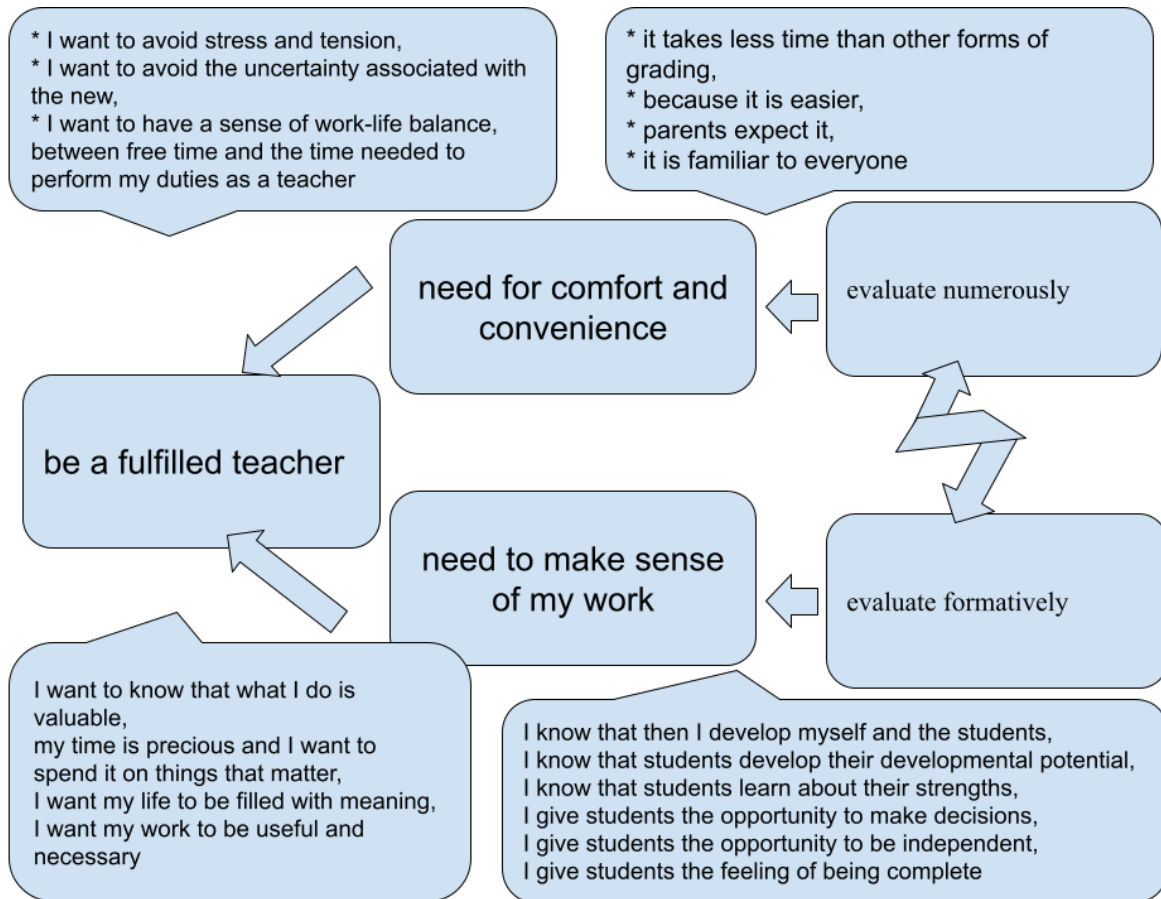 * I want to avoid stress and tension,
* I want to avoid the uncertainty associated with
the new,
* I want to have a sense of work-life balance,
between free time and the time needed to
perform my duties as a teacher
* it takes less time than other forms of
grading,
* because it is easier,
* parents expect it,
* it is familiar to everyone
need for comfort and
convenience
evaluate numerously
be a fulfilled teacher
need to make sense
of my work
evaluate formatively
I want to know that what I do is
valuable,
my time is precious and I want to
spend it on things that matter,
I want my life to be filled with meaning,
I want my work to be useful and
necessary
I know that then I develop myself and the students,
I know that students develop their developmental potential,
I know that students learn about their strengths,
I give students the opportunity to make decisions,
I give students the opportunity to be independent,
I give students the feeling of being complete